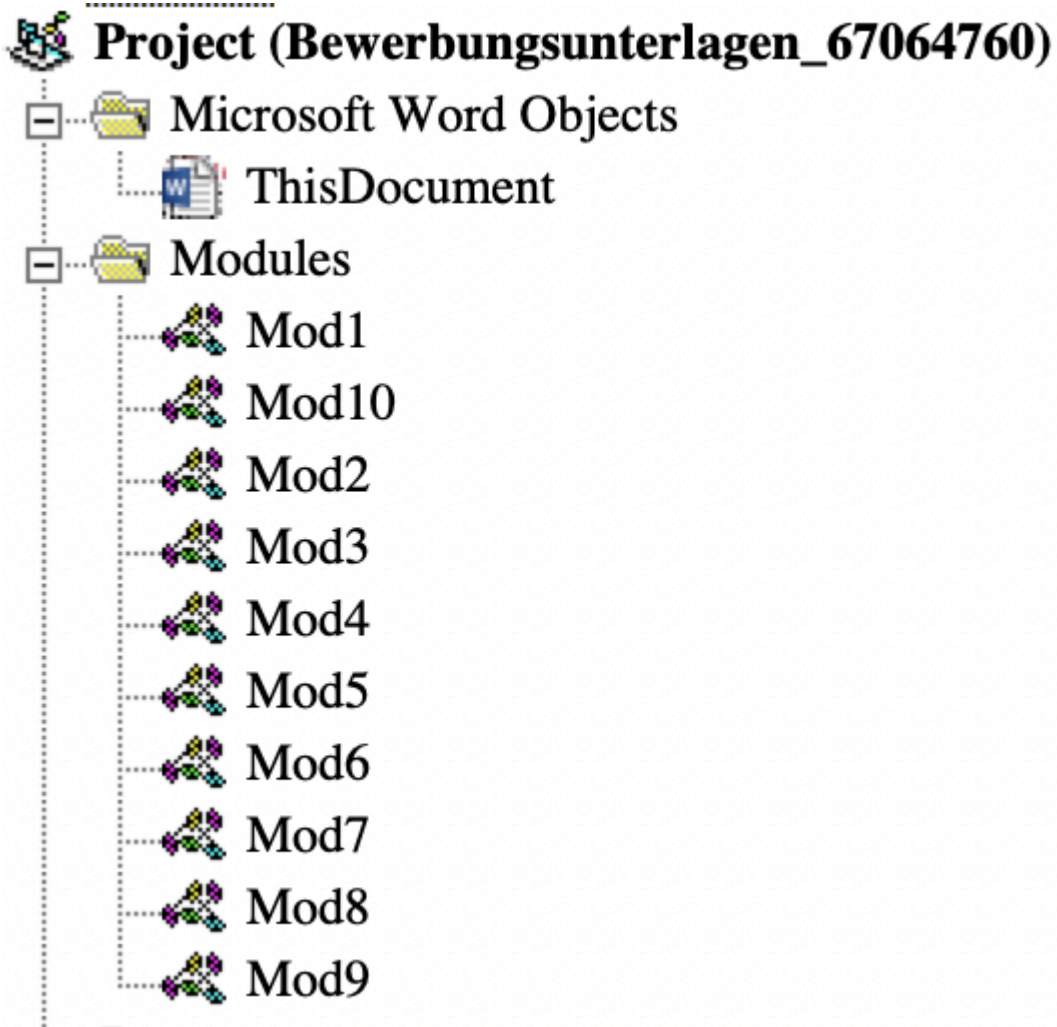 Project (Bewerbungsunterlagen_67064760)
Microsoft Word Objects
ThisDocument
Modules
Mod1
Mod10
Mod2
Mod3
Mod4
Mod5
Mod6
Mod7
Mod8
Mod9